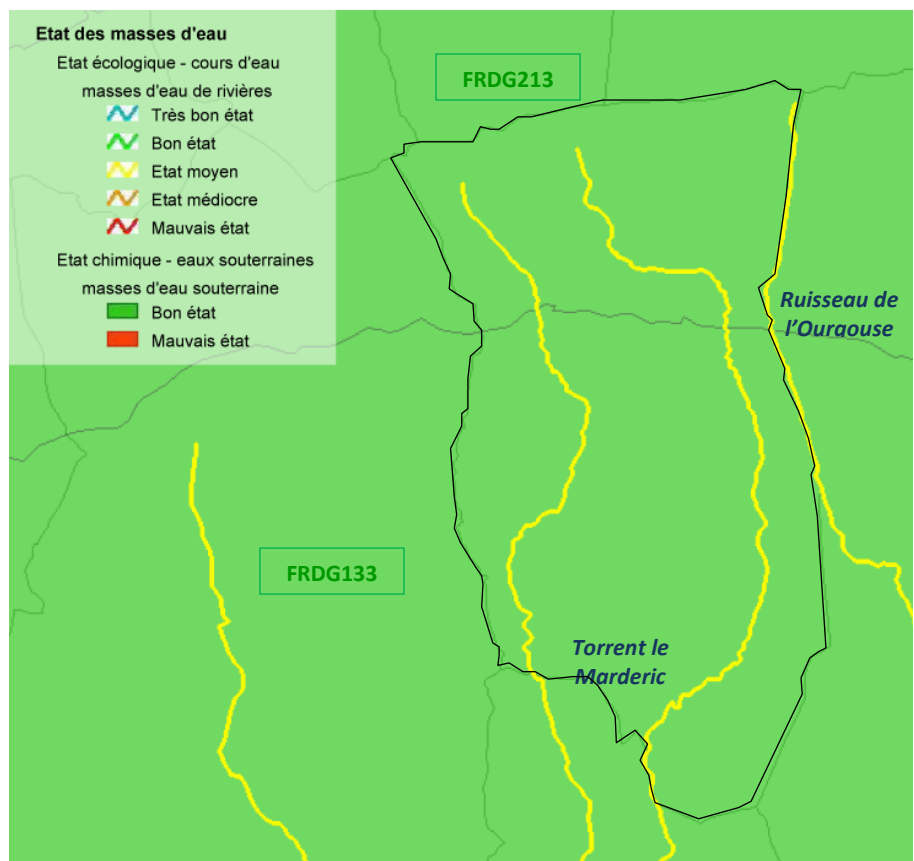 Etat des masses d'eau
Etat écologique - cours d'eau
masses d'eau de rivières
Très bon état
Bon état
Etat moyen
Etat médiocre
Mauvais état
Etat chimique - eaux souterraines
masses d'eau souterraine
Bon état
Mauvais état
FRDG213
Ruisseau de
l’Ourgouse
FRDG133
Torrent le
Marderic